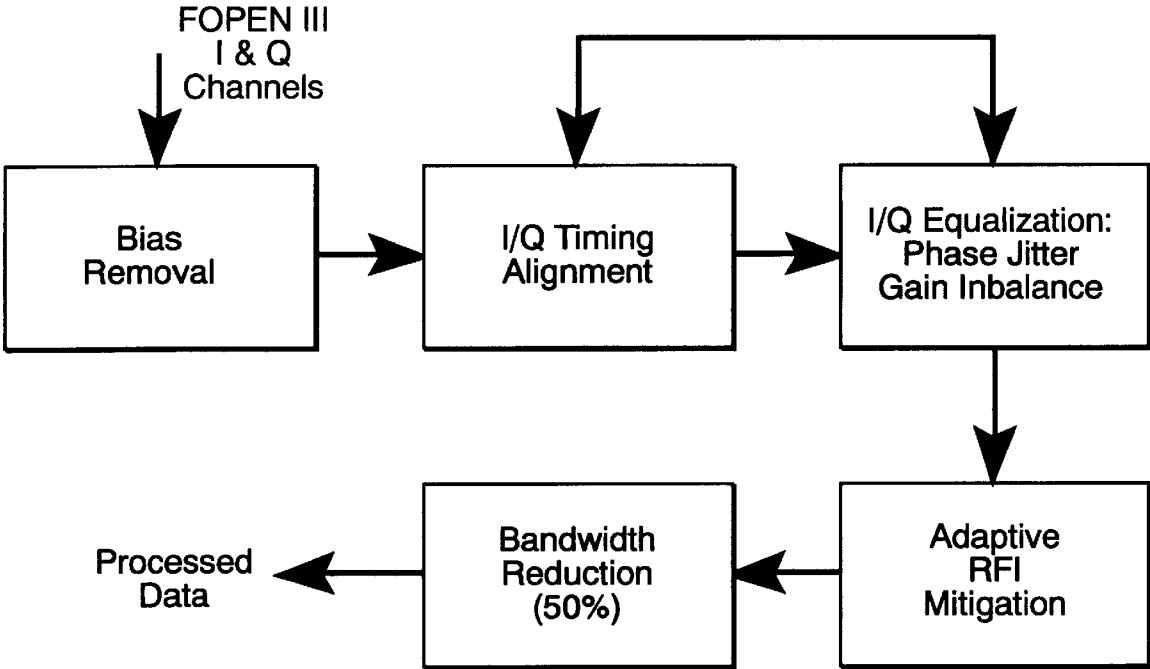 FOPEN III
I & Q
Channels
Bias
Removal
I/Q Timing
Alignment
I/Q Equalization:
Phase Jitter
Gain Inbalance
Processed
Data
Bandwidth
Reduction
(50%)
Adaptive
RFI
Mitigation